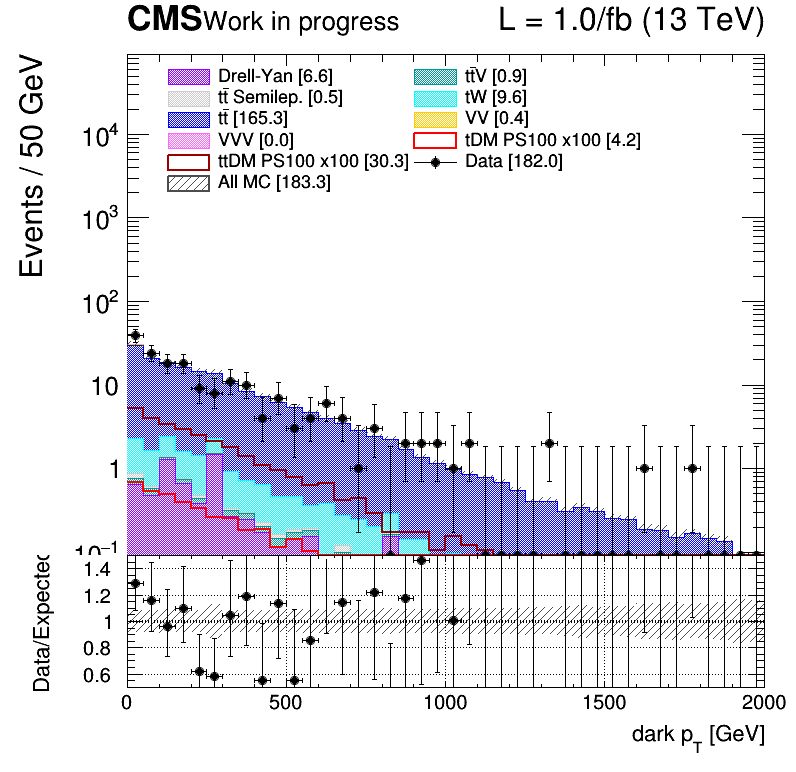 CMS Work in progress L = 1.0/fb (13 TeV)
Events / 50 GeV
Drell-Yan [6.6] tt̄V [0.9]
tt̄ Semilep. [0.5] tW [9.6]
tt̄ [165.3] VV [0.4]
VVV [0.0] tDM PS100 x100 [4.2]
ttDM PS100 x100 [30.3] Data [182.0]
All MC [183.3]
10⁴
10³
10²
10
1
10⁻¹
Data/Expected
1.4
1.2
1
0.8
0.6
0 500 1000 1500 2000
dark p_T [GeV]